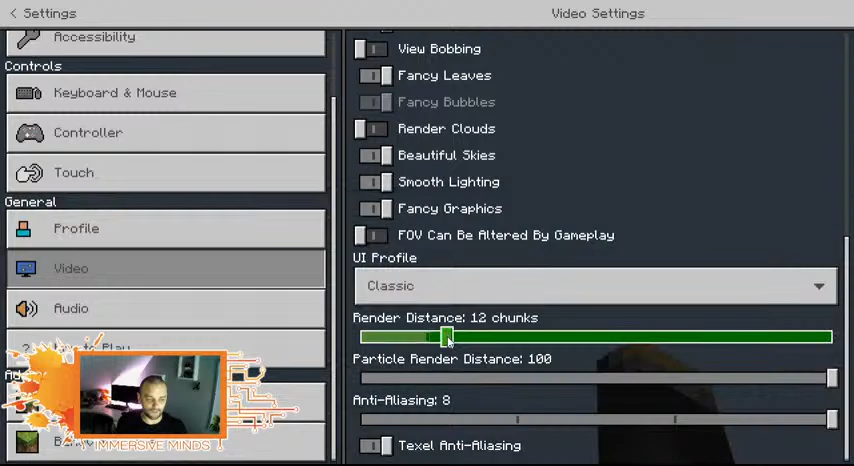 < Settings
Video Settings
Accessibility
Controls
Keyboard & Mouse
Controller
Touch
General
Profile
Video
Audio
to Play
IMMERSIVE MINDS
View Bobbing
Fancy Leaves
Fancy Bubbles
Render Clouds
Beautiful Skies
Smooth Lighting
Fancy Graphics
FOV Can Be Altered By Gameplay
UI Profile
Classic
Render Distance: 12 chunks
Particle Render Distance: 100
Anti-Aliasing: 8
Texel Anti-Aliasing